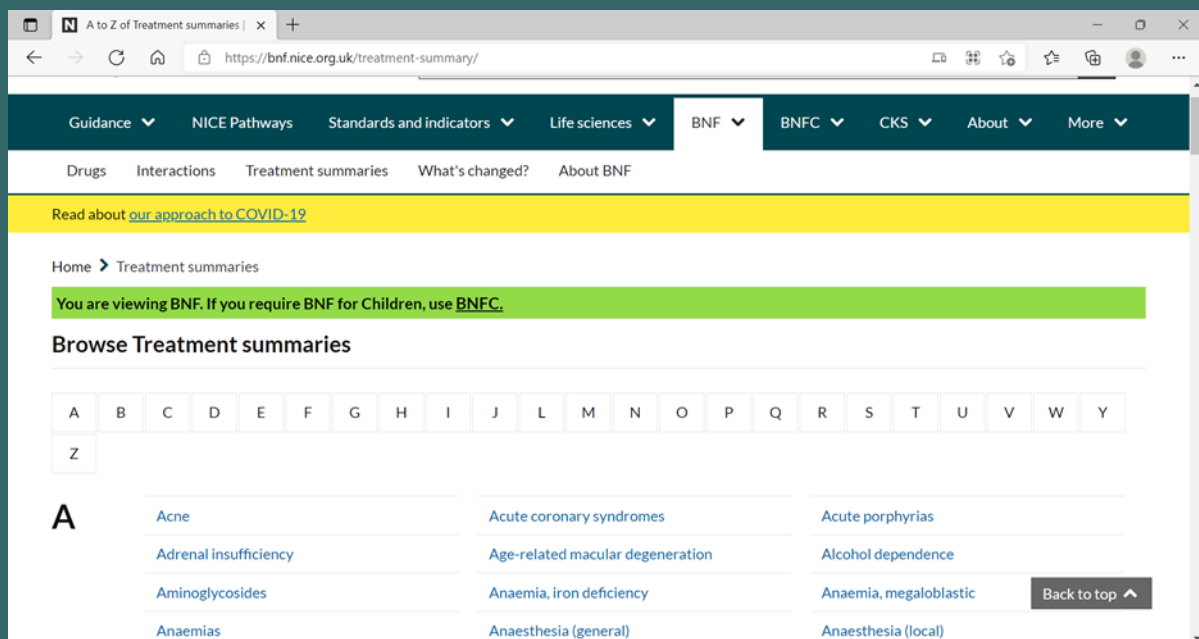 A to Z of Treatment summaries |
https://bnf.nice.org.uk/treatment-summary/
Guidance NICE Pathways Standards and indicators Life sciences BNF BNFC CKS About More
Drugs Interactions Treatment summaries What's changed? About BNF
Read about our approach to COVID-19
Home Treatment summaries
You are viewing BNF. If you require BNF for Children, use BNFC.
Browse Treatment summaries
A B C D E F G H I J L M N O P Q R S T U V W Y
Z
A
Acne Acute coronary syndromes Acute porphyrias
Adrenal insufficiency Age-related macular degeneration Alcohol dependence
Aminoglycosides Anaemia, iron deficiency Anaemia, megaloblastic
Back to top
Anaemias Anaesthesia (general) Anaesthesia (local)